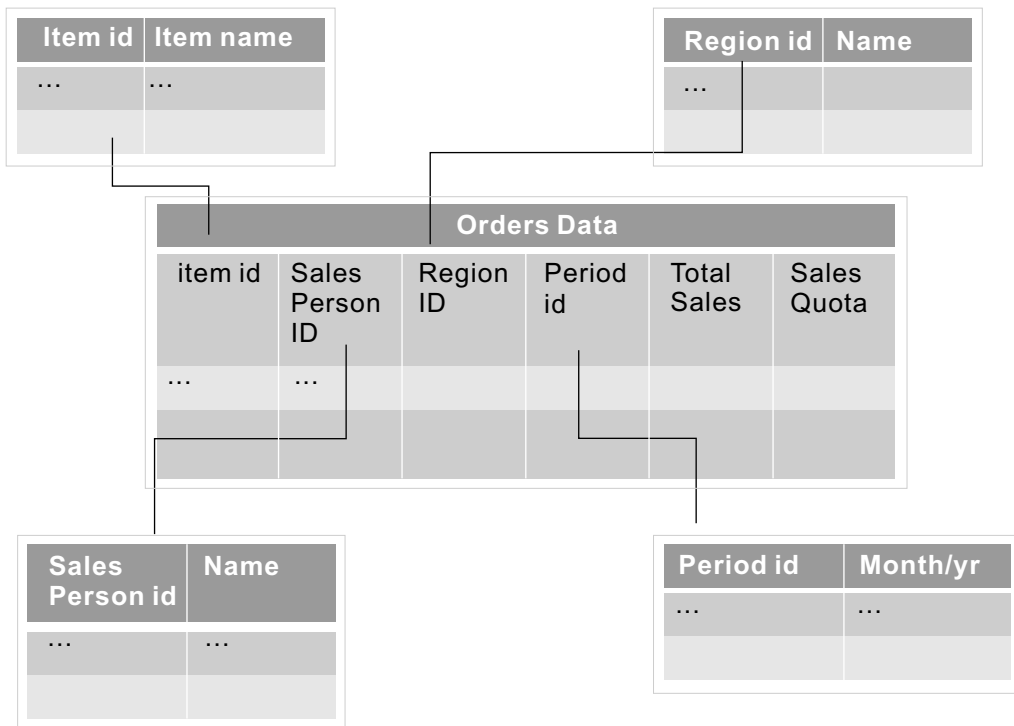 Item id Item name
... ...
Region id Name
...
Orders Data
item id Sales Person ID Region ID Period id Total Sales Sales Quota
... ...
Sales Person id Name
... ...
Period id Month/yr
... ...